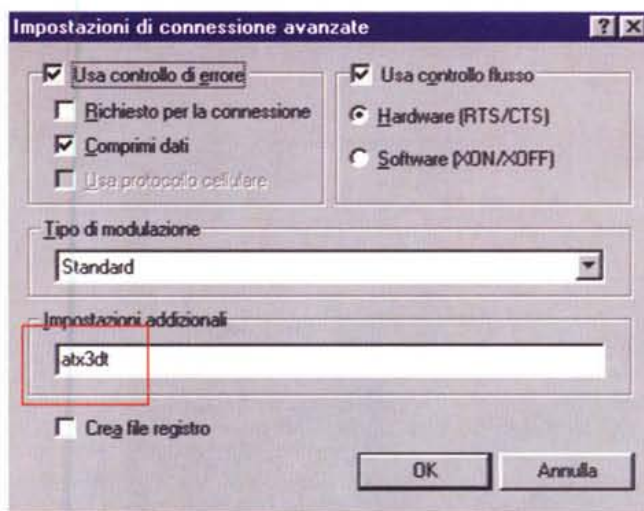 Impostazioni di connessione avanzate
Usa controllo di errore
Richiesto per la connessione
Comprimi dati
Usa protocollo cellulare
Usa controllo flusso
Hardware (RTS/CTS)
Software (XON/XOFF)
Tipo di modulazione
Standard
Impostazioni addizionali
atx3dt
Crea file registro
OK
Annulla